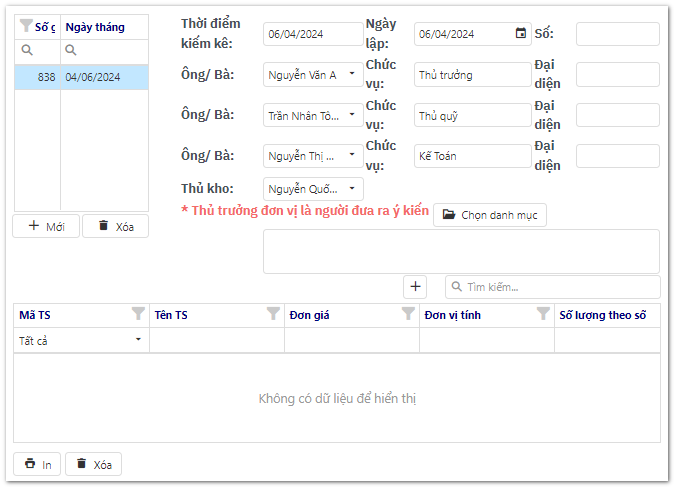 Số g Ngày tháng
838 04/06/2024
Mới Xóa
Thời điểm kiểm kê: 06/04/2024 Ngày lập: 06/04/2024 Số:
Ông/ Bà: Nguyễn Văn A Chức vụ: Thủ trưởng Đại diện
Ông/ Bà: Trần Nhân Tô... Chức vụ: Thủ quỹ Đại diện
Ông/ Bà: Nguyễn Thị ... Chức vụ: Kế Toán Đại diện
Thủ kho: Nguyễn Quố...
* Thủ trưởng đơn vị là người đưa ra ý kiến Chọn danh mục
Tìm kiếm...
Mã TS Tên TS Đơn giá Đơn vị tính Số lượng theo sổ
Tất cả
Không có dữ liệu để hiển thị
In Xóa